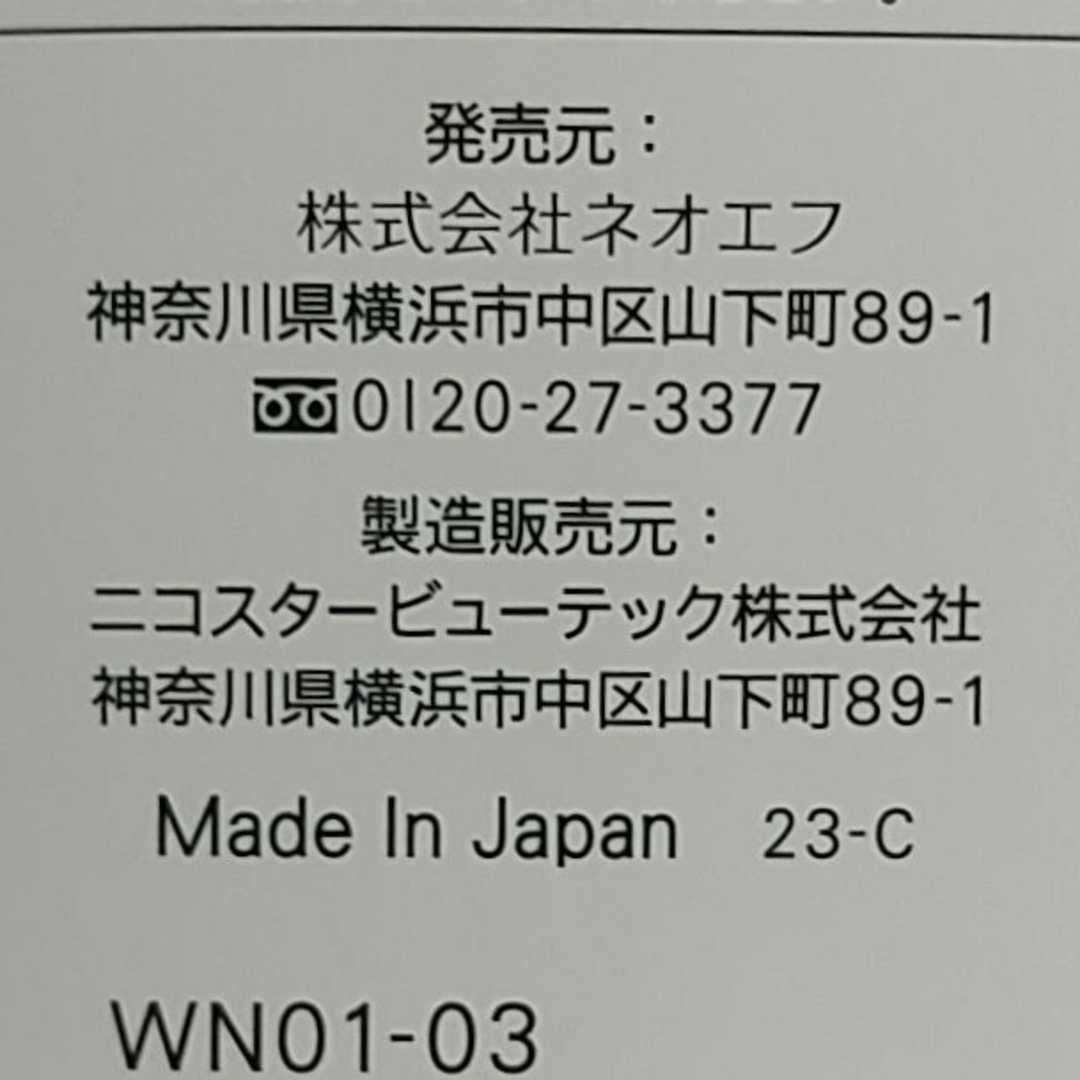 発売元：
株式会社ネオエフ
神奈川県横浜市中区山下町89-1
0120-27-3377
製造販売元：
ニコスタービューテック株式会社
神奈川県横浜市中区山下町89-1
Made In Japan 23-C
WN01-03